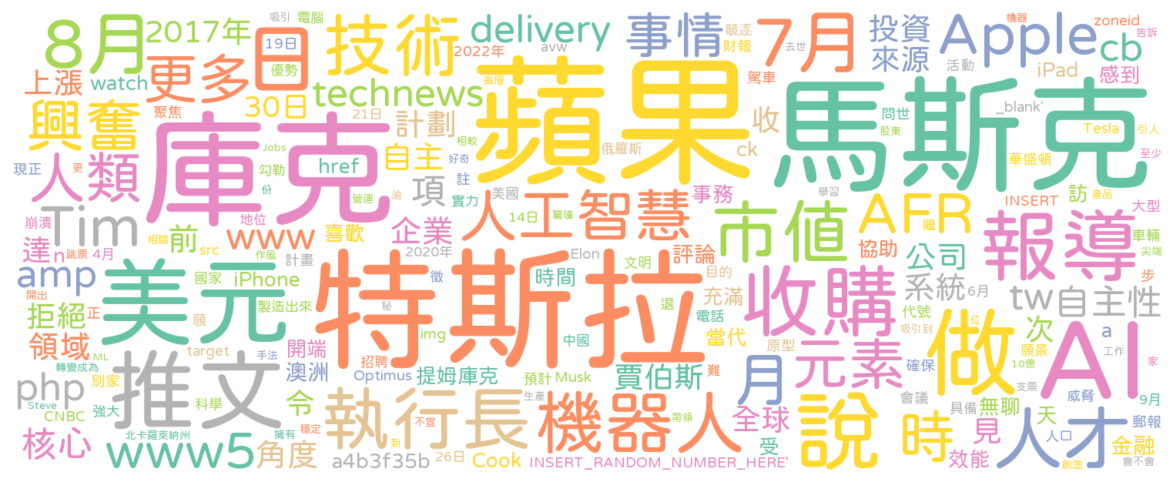 吸引 電腦 競逐 機器 zoneid 告訴
8月 2017年 日 技術 19日 2022年 delivery avw 事情 財報 去世 7月 投資 來源 Apple cb
上漲 watch 更多 優勢 高層 蘋果 駕車 活動 iPad 感到
興奮 聚焦 30日 technews 21日 計劃 收 馬斯克 問世 股東 _blank' Tesla 引人
現正 更 人類 庫克 Jobs 勾勒 href 自主 相較 好奇 俄羅斯 ck 華盛頓 至少
份 營運 逾 項 註 實力 美國 事務 學習 產品 訪 INSERT 大型
崩潰 Tim 地位 www 喜歡 企業 14日 驚嘆 人工智慧 市值 AFR 繼 報導 車輛
達 n 跳票 4月 相關 src 作風 前 計畫 2020年 Elon 文明 評論 協助 公司 尖端
amp 國家 iPhone 特斯拉 徵 時間 目的 收購 系統 6月 步
開出 正 美元 製造出來 願 秘 退 充滿 電話 代號 tw 自主性
拒絕 img 中國 當代 吸引到 次 a
領域 ML target 手法 開端 招聘 原型 元素 位 願景 10億 AI
轉變成為 推文 澳洲 Optimus 提姆庫克 預計 Musk 賈伯斯 難 月 確保 做 工作 家
php 別家 Steve 科學 令 生產 會議 支票 威脅 9月
CNBC 強大 執行長 不宣 機器人 帶領 全球 說 具備 無聊 天 人口 郵報
核心 www5 北卡羅萊納州 擁有 穩定 角度 新 受 時 見 人才 金融
a4b3f35b 26日 Cook INSERT_RANDOM_NUMBER_HERE' 效能 創造 會不會